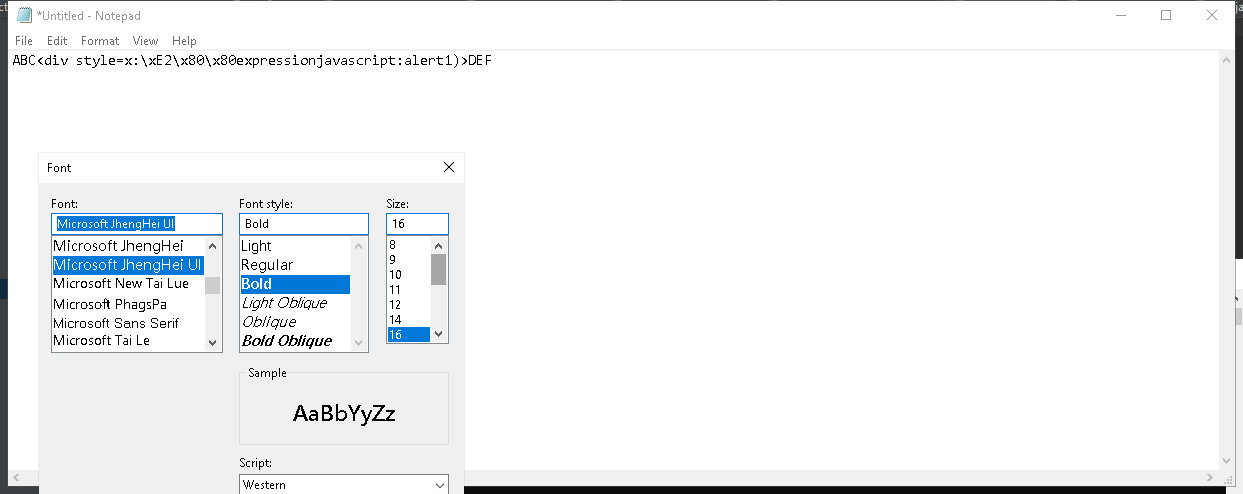 *Untitled - Notepad
File Edit Format View Help
ABC<div style=x:\xE2\x80\x80expressionjavascript:alert1)>DEF
Font
Font: Font style: Size:
Microsoft JhengHei UI Bold 16
Microsoft JhengHei Light 8
Microsoft JhengHei UI Regular 9
Microsoft New Tai Lue Bold 10
Microsoft PhagsPa Light Oblique 11
Microsoft Sans Serif Oblique 12
Microsoft Tai Le Bold Oblique 14
16
Sample
AaBbYyZz
Script:
Western